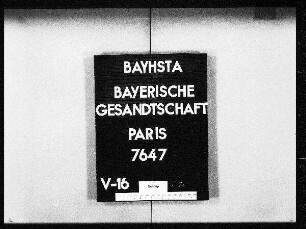 BAYHSTA
BAYERISCHE
GESANDTSCHAFT
PARIS
7647
V-16